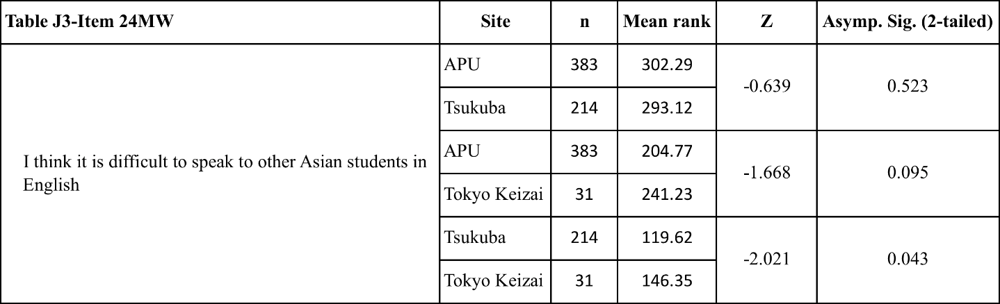 Table J3-Item 24MW Site n Mean rank Z Asymp. Sig. (2-tailed)
APU 383 302.29
-0.639 0.523
Tsukuba 214 293.12
I think it is difficult to speak to other Asian students in
English
APU 383 204.77
-1.668 0.095
Tokyo Keizai 31 241.23
Tsukuba 214 119.62
-2.021 0.043
Tokyo Keizai 31 146.35